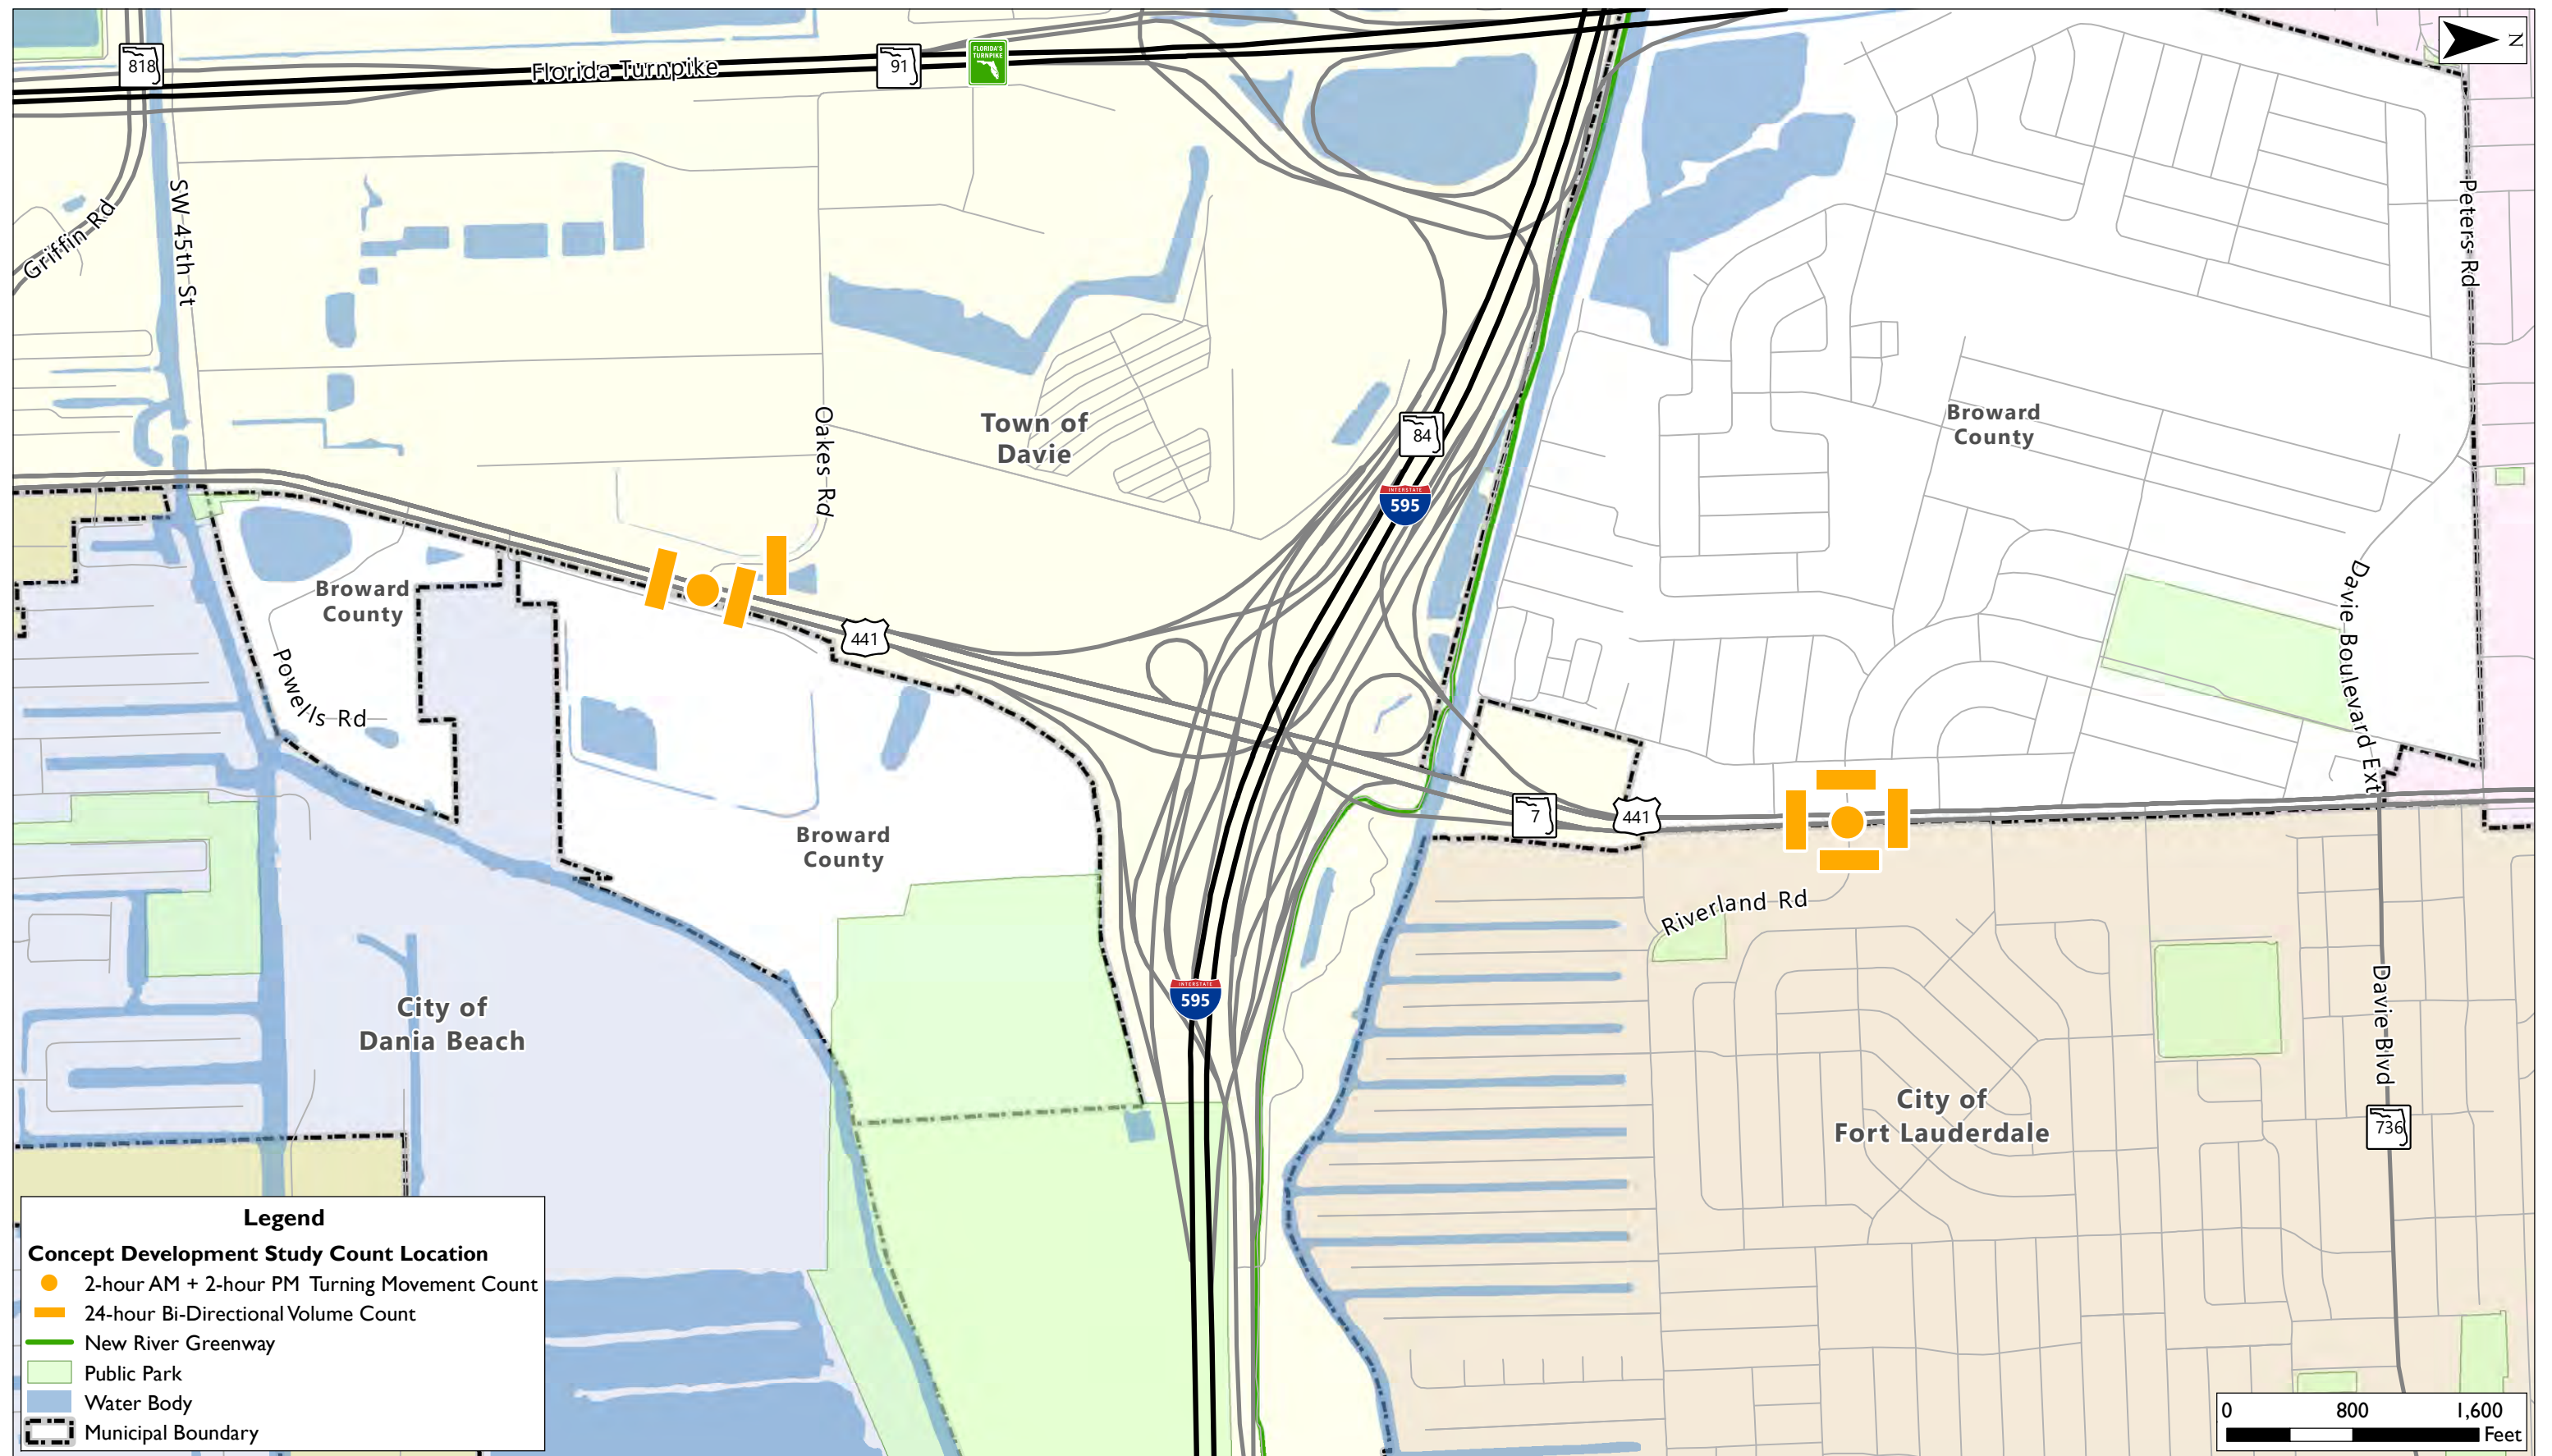 818
Florida Turnpike
91
FLORIDA'S
TURNPIKE
N
Griffin Rd
SW 45th St
Peters Rd
Oakes Rd
Town of
Davie
84
INTERSTATE
595
Broward
County
Broward
County
Powells Rd
441
Davie Boulevard Ext
Broward
County
7
441
Riverland Rd
City of
Dania Beach
INTERSTATE
595
Davie Blvd
City of
Fort Lauderdale
736
Legend
Concept Development Study Count Location
2-hour AM + 2-hour PM Turning Movement Count
24-hour Bi-Directional Volume Count
New River Greenway
Public Park
Water Body
Municipal Boundary
0 800 1,600
Feet